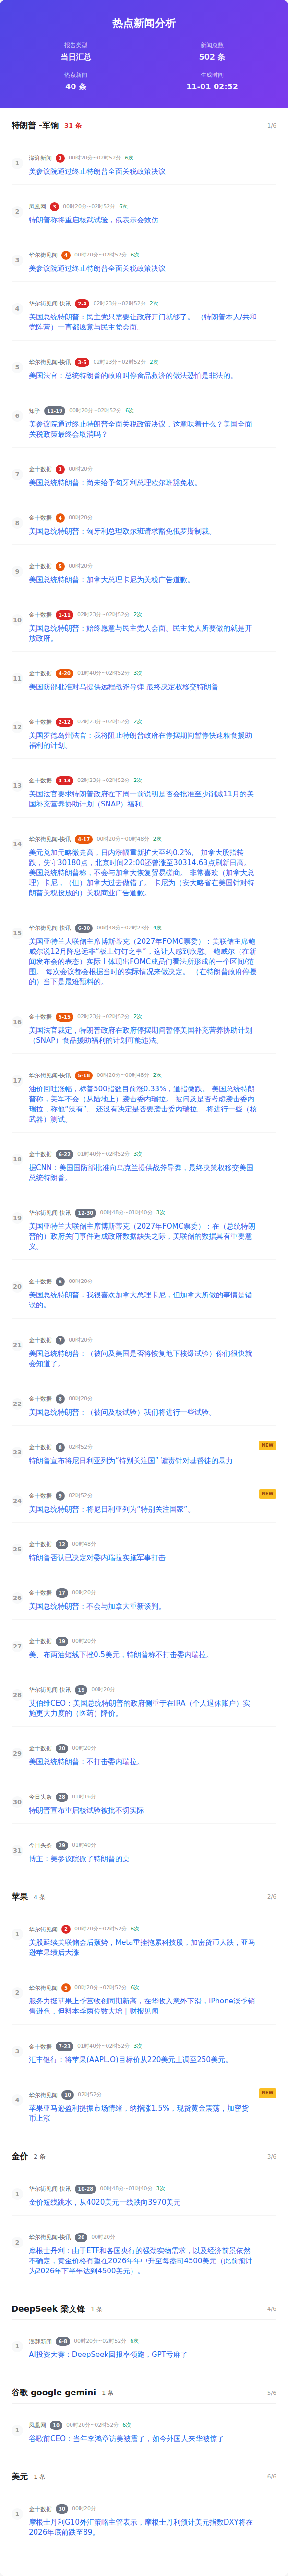 热点新闻分析
报告类型
当日汇总
新闻总数
502 条
热点新闻
40 条
生成时间
11-01 02:52
特朗普 -军饷 31 条 1/6
1
澎湃新闻 3 00时20分~02时52分 6次
美参议院通过终止特朗普全面关税政策决议
2
凤凰网 3 00时20分~02时52分 6次
特朗普称将重启核武试验，俄表示会效仿
3
华尔街见闻 4 00时20分~02时52分 6次
美参议院通过终止特朗普全面关税政策决议
4
华尔街见闻-快讯 2-4 02时23分~02时52分 2次
美国总统特朗普：民主党只需要让政府开门就够了。 （特朗普本人/共和
党阵营）一直都愿意与民主党会面。
5
华尔街见闻-快讯 3-5 02时23分~02时52分 2次
美国法官：总统特朗普的政府叫停食品救济的做法恐怕是非法的。
6
知乎 11-19 00时20分~02时52分 6次
美参议院通过终止特朗普全面关税政策决议，这意味着什么？美国全面
关税政策最终会取消吗？
7
金十数据 3 00时20分
美国总统特朗普：尚未给予匈牙利总理欧尔班豁免权。
8
金十数据 4 00时20分
美国总统特朗普：匈牙利总理欧尔班请求豁免俄罗斯制裁。
9
金十数据 5 00时20分
美国总统特朗普：加拿大总理卡尼为关税广告道歉。
10
金十数据 1-11 02时23分~02时52分 2次
美国总统特朗普：始终愿意与民主党人会面。民主党人所要做的就是开
放政府。
11
金十数据 4-20 01时40分~02时52分 3次
美国防部批准对乌提供远程战斧导弹 最终决定权移交特朗普
12
金十数据 2-12 02时23分~02时52分 2次
美国罗德岛州法官：我将阻止特朗普政府在停摆期间暂停快速粮食援助
福利的计划。
13
金十数据 3-13 02时23分~02时52分 2次
美国法官要求特朗普政府在下周一前说明是否会批准至少削减11月的美
国补充营养协助计划（SNAP）福利。
14
华尔街见闻-快讯 6-17 00时20分~00时48分 2次
美元兑加元略微走高，日内涨幅重新扩大至约0.2%。 加拿大股指转
跌，失守30180点，北京时间22:00还曾涨至30314.63点刷新日高。
美国总统特朗普称，不会与加拿大恢复贸易磋商。 非常喜欢（加拿大总
理）卡尼，（但）加拿大过去做错了。 卡尼为（安大略省在美国针对特
朗普关税投放的）关税商业广告道歉。
15
华尔街见闻-快讯 6-30 00时48分~02时23分 4次
美国亚特兰大联储主席博斯蒂克（2027年FOMC票委）：美联储主席鲍
威尔说12月降息远非“板上钉钉之事”，这让人感到欣慰。 鲍威尔（在新
闻发布会的表态）实际上体现出FOMC成员们看法所形成的一个区间/范
围。 每次会议都会根据当时的实际情况来做决定。 （在特朗普政府停摆
的）当下是最难预料的。
16
金十数据 5-15 02时23分~02时52分 2次
美国法官裁定，特朗普政府在政府停摆期间暂停美国补充营养协助计划
（SNAP）食品援助福利的计划可能违法。
17
华尔街见闻-快讯 5-18 00时20分~00时48分 2次
油价回吐涨幅，标普500指数目前涨0.33%，道指微跌。 美国总统特朗
普称，美军不会（从陆地上）袭击委内瑞拉。 被问及是否考虑袭击委内
瑞拉，称他“没有”。 还没有决定是否要袭击委内瑞拉。 将进行一些（核
武器）测试。
18
金十数据 6-22 01时40分~02时52分 3次
据CNN：美国国防部批准向乌克兰提供战斧导弹，最终决策权移交美国
总统特朗普。
19
华尔街见闻-快讯 12-30 00时48分~01时40分 3次
美国亚特兰大联储主席博斯蒂克（2027年FOMC票委）：在（总统特朗
普的）政府关门事件造成政府数据缺失之际，美联储的数据具有重要意
义。
20
金十数据 6 00时20分
美国总统特朗普：我很喜欢加拿大总理卡尼，但加拿大所做的事情是错
误的。
21
金十数据 7 00时20分
美国总统特朗普：（被问及美国是否将恢复地下核爆试验）你们很快就
会知道了。
22
金十数据 8 00时20分
美国总统特朗普：（被问及核试验）我们将进行一些试验。
23
金十数据 8 02时52分 NEW
特朗普宣布将尼日利亚列为“特别关注国” 谴责针对基督徒的暴力
24
金十数据 9 02时52分 NEW
美国总统特朗普：将尼日利亚列为“特别关注国家”。
25
金十数据 12 00时48分
特朗普否认已决定对委内瑞拉实施军事打击
26
金十数据 17 00时20分
美国总统特朗普：不会与加拿大重新谈判。
27
金十数据 19 00时20分
美、布两油短线下挫0.5美元，特朗普称不打击委内瑞拉。
28
华尔街见闻-快讯 19 00时20分
艾伯维CEO：美国总统特朗普的政府侧重于在IRA（个人退休账户）实
施更大力度的（医药）降价。
29
金十数据 20 00时20分
美国总统特朗普：不打击委内瑞拉。
30
今日头条 28 01时16分
特朗普宣布重启核试验被批不切实际
31
今日头条 29 01时40分
博主：美参议院掀了特朗普的桌
苹果 4 条 2/6
1
华尔街见闻 2 00时20分~02时52分 6次
美股延续美联储会后颓势，Meta重挫拖累科技股，加密货币大跌，亚马
逊苹果绩后大涨
2
华尔街见闻 5 00时20分~02时52分 6次
服务力挺苹果上季营收创同期新高，在华收入意外下滑，iPhone淡季销
售逊色，但料本季两位数大增 | 财报见闻
3
金十数据 7-23 01时40分~02时52分 3次
汇丰银行：将苹果(AAPL.O)目标价从220美元上调至250美元。
4
华尔街见闻 10 02时52分 NEW
苹果亚马逊盈利提振市场情绪，纳指涨1.5%，现货黄金震荡，加密货
币上涨
金价 2 条 3/6
1
华尔街见闻-快讯 10-28 00时48分~01时40分 3次
金价短线跳水，从4020美元一线跌向3970美元
2
华尔街见闻-快讯 20 00时20分
摩根士丹利：由于ETF和各国央行的强劲实物需求，以及经济前景依然
不确定，黄金价格有望在2026年年中升至每盎司4500美元（此前预计
为2026年下半年达到4500美元）。
DeepSeek 梁文锋 1 条 4/6
1
澎湃新闻 6-8 00时20分~02时52分 6次
AI投资大赛：DeepSeek回报率领跑，GPT亏麻了
谷歌 google gemini 1 条 5/6
1
凤凰网 10 00时20分~02时52分 6次
谷歌前CEO：当年李鸿章访美被震了，如今外国人来华被惊了
美元 1 条 6/6
1
金十数据 30 00时20分
摩根士丹利G10外汇策略主管表示，摩根士丹利预计美元指数DXY将在
2026年底前跌至89。